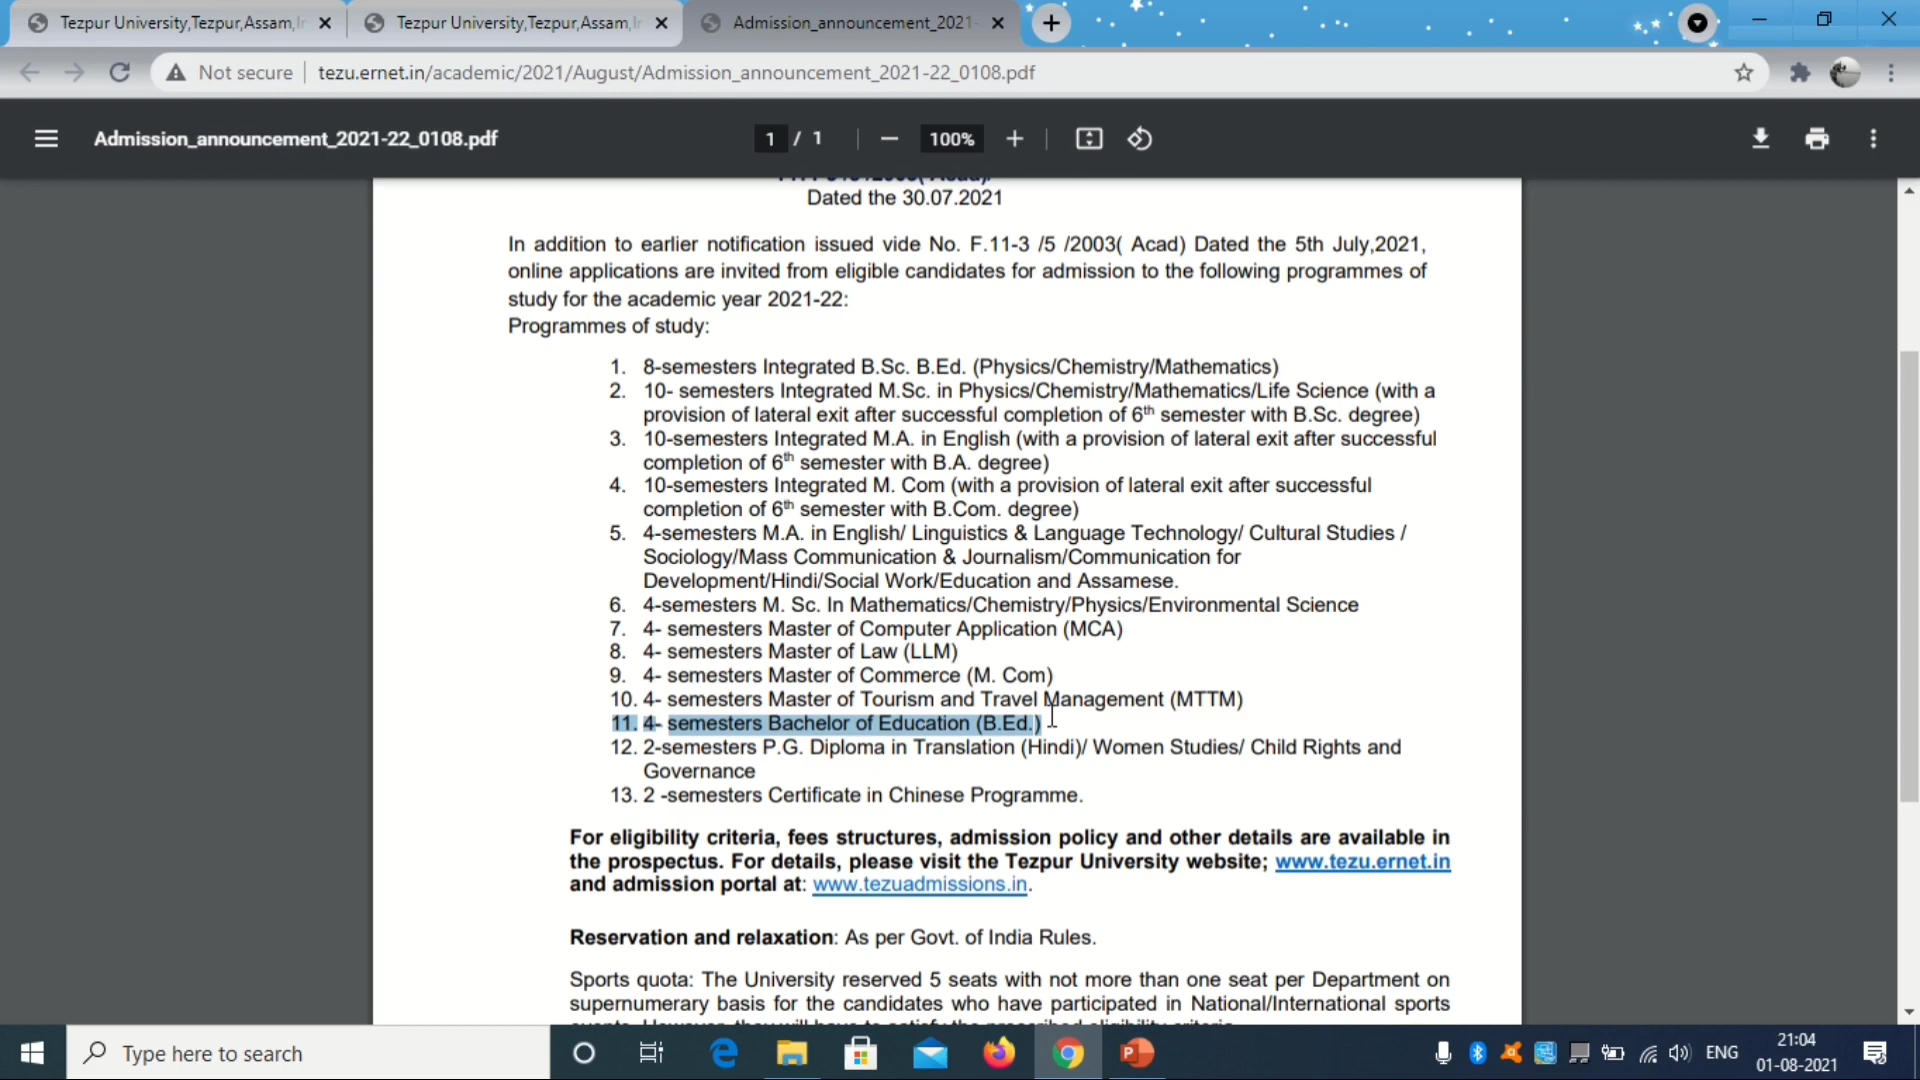 Tezpur University,Tezpur,Assam,In
Tezpur University,Tezpur,Assam,In
Admission_announcement_2021-
Not secure
tezu.ernet.in/academic/2021/August/Admission_announcement_2021-22_0108.pdf
Admission_announcement_2021-22_0108.pdf
1 / 1
100%
Dated the 30.07.2021
In addition to earlier notification issued vide No. F.11-3 /5 /2003( Acad) Dated the 5th July,2021,
online applications are invited from eligible candidates for admission to the following programmes of
study for the academic year 2021-22:
Programmes of study:
1. 8-semesters Integrated B.Sc. B.Ed. (Physics/Chemistry/Mathematics)
2. 10- semesters Integrated M.Sc. in Physics/Chemistry/Mathematics/Life Science (with a
provision of lateral exit after successful completion of 6th semester with B.Sc. degree)
3. 10-semesters Integrated M.A. in English (with a provision of lateral exit after successful
completion of 6th semester with B.A. degree)
4. 10-semesters Integrated M. Com (with a provision of lateral exit after successful
completion of 6th semester with B.Com. degree)
5. 4-semesters M.A. in English/ Linguistics & Language Technology/ Cultural Studies /
Sociology/Mass Communication & Journalism/Communication for
Development/Hindi/Social Work/Education and Assamese.
6. 4-semesters M. Sc. In Mathematics/Chemistry/Physics/Environmental Science
7. 4- semesters Master of Computer Application (MCA)
8. 4- semesters Master of Law (LLM)
9. 4- semesters Master of Commerce (M. Com)
10. 4- semesters Master of Tourism and Travel Management (MTTM)
11. 4- semesters Bachelor of Education (B.Ed.)
12. 2-semesters P.G. Diploma in Translation (Hindi)/ Women Studies/ Child Rights and
Governance
13. 2 -semesters Certificate in Chinese Programme.
For eligibility criteria, fees structures, admission policy and other details are available in
the prospectus. For details, please visit the Tezpur University website; www.tezu.ernet.in
and admission portal at: www.tezuadmissions.in.
Reservation and relaxation: As per Govt. of India Rules.
Sports quota: The University reserved 5 seats with not more than one seat per Department on
supernumerary basis for the candidates who have participated in National/International sports
Type here to search
ENG
21:04
01-08-2021